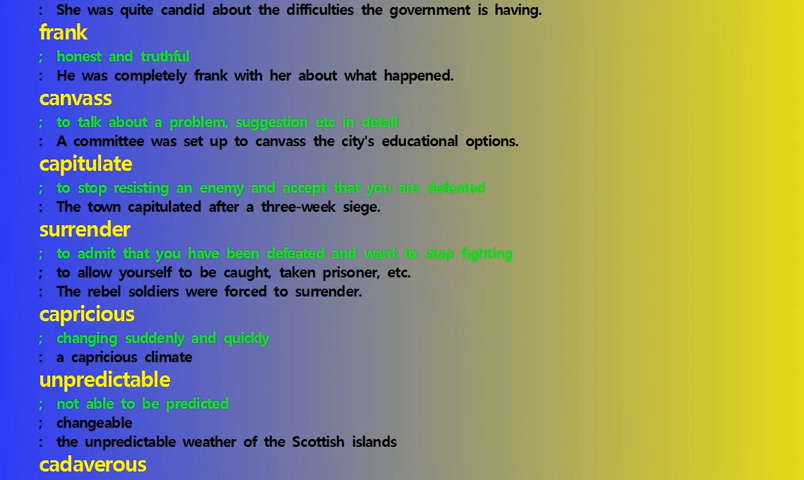 : She was quite candid about the difficulties the government is having.
frank
; honest and truthful
: He was completely frank with her about what happened.
canvass
; to talk about a problem, suggestion etc in detail
: A committee was set up to canvass the city's educational options.
capitulate
; to stop resisting an enemy and accept that you are defeated
: The town capitulated after a three-week siege.
surrender
; to admit that you have been defeated and want to stop fighting
; to allow yourself to be caught, taken prisoner, etc.
: The rebel soldiers were forced to surrender.
capricious
; changing suddenly and quickly
: a capricious climate
unpredictable
; not able to be predicted
; changeable
: the unpredictable weather of the Scottish islands
cadaverous